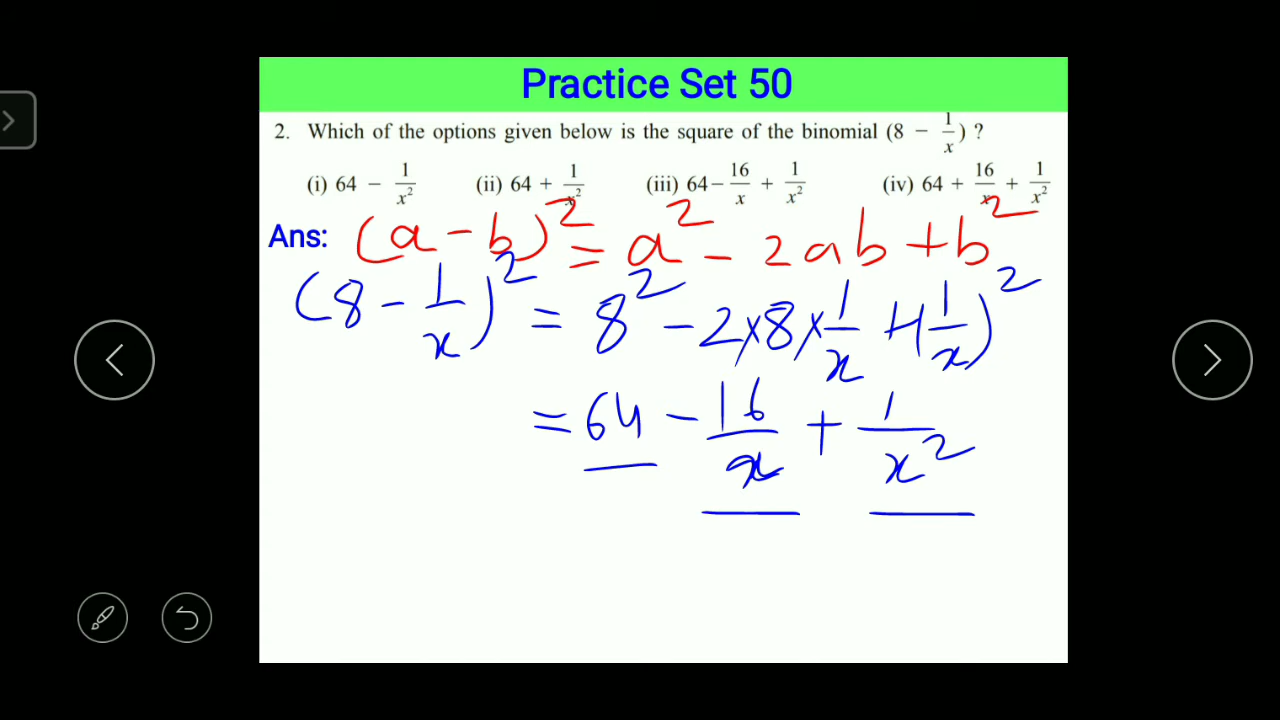 Practice Set 50
2. Which of the options given below is the square of the binomial (8 − 1/x) ?
(i) 64 − 1/x² (ii) 64 + 1/x² (iii) 64− 16/x + 1/x² (iv) 64 + 16/x + 1/x²
Ans: (a − b)² = a² − 2ab + b²
(8 − 1/x)² = 8² − 2×8×1/x + (1/x)²
= 64 − 16/x + 1/x²